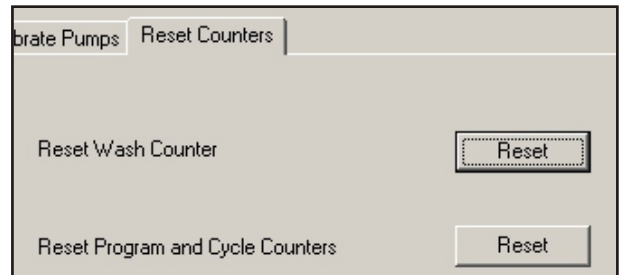 brate Pumps Reset Counters
Reset Wash Counter Reset
Reset Program and Cycle Counters Reset